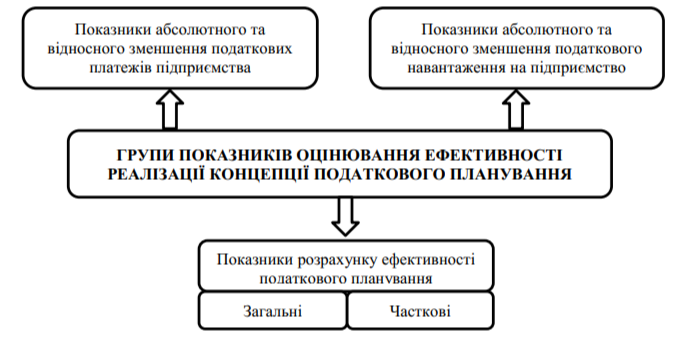 Показники абсолютного та
відносного зменшення податкових
платежів підприємства
Показники абсолютного та
відносного зменшення податкового
навантаження на підприємство
ГРУПИ ПОКАЗНИКІВ ОЦІНЮВАННЯ ЕФЕКТИВНОСТІ
РЕАЛІЗАЦІЇ КОНЦЕПЦІЇ ПОДАТКОВОГО ПЛАНУВАННЯ
Показники розрахунку ефективності
податкового планування
Загальні
Часткові